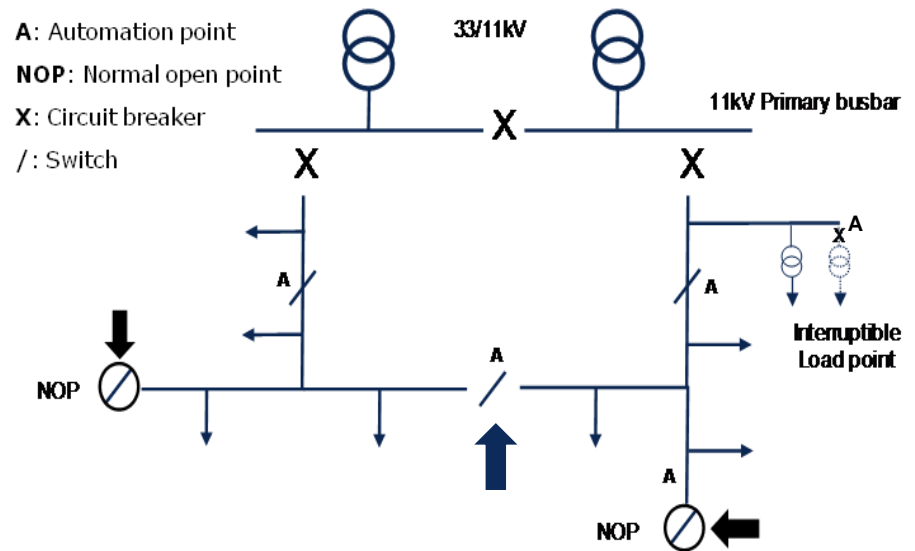 A: Automation point
33/11kV
NOP: Normal open point
11kV Primary busbar
X: Circuit breaker
X
/: Switch
X
X
A
X
A
A
Interruptible
Load point
A
NOP
A
NOP